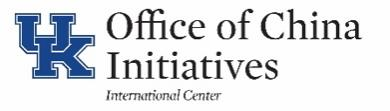 UK
Office of China
Initiatives
International Center